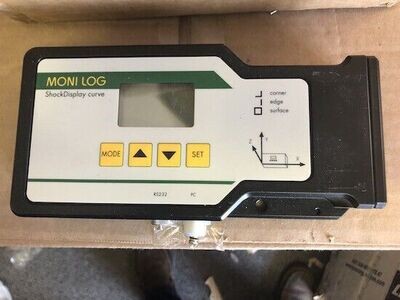 MONI LOG
ShockDisplay curve
corner
edge
surface
Y
Z
X
MODE
SET
RS232
PC